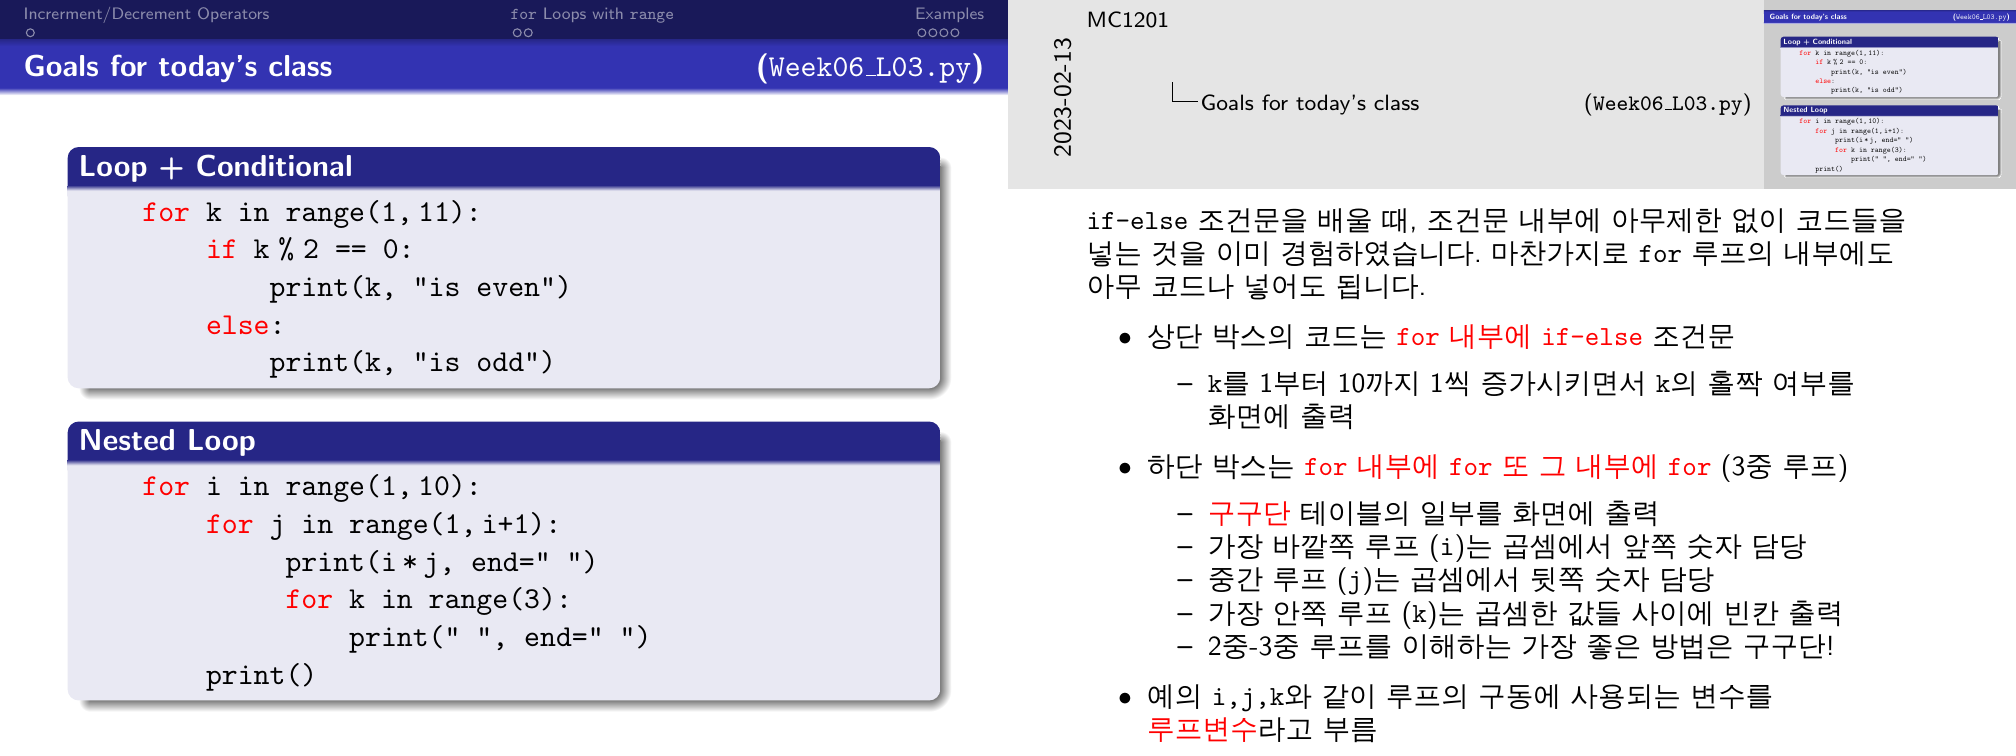 Increrment/Decrement Operators for Loops with range Examples
Goals for today's class (Week06_L03.py)
Loop + Conditional
for k in range(1, 11):
if k % 2 == 0:
print(k, "is even")
else:
print(k, "is odd")
Nested Loop
for i in range(1, 10):
for j in range(1, i+1):
print(i * j, end=" ")
for k in range(3):
print(" ", end=" ")
print()
MC1201
2023-02-13
Goals for today's class (Week06_L03.py)
Goals for today's class (Week06_L03.py)
Loop + Conditional
for k in range(1, 11):
if k % 2 == 0:
print(k, "is even")
else:
print(k, "is odd")
Nested Loop
for i in range(1, 10):
for j in range(1, i+1):
print(i * j, end=" ")
for k in range(3):
print(" ", end=" ")
print()
if-else 조건문을 배울 때, 조건문 내부에 아무제한 없이 코드들을
넣는 것을 이미 경험하였습니다. 마찬가지로 for 루프의 내부에도
아무 코드나 넣어도 됩니다.
• 상단 박스의 코드는 for 내부에 if-else 조건문
– k를 1부터 10까지 1씩 증가시키면서 k의 홀짝 여부를
화면에 출력
• 하단 박스는 for 내부에 for 또 그 내부에 for (3중 루프)
– 구구단 테이블의 일부를 화면에 출력
– 가장 바깥쪽 루프 (i)는 곱셈에서 앞쪽 숫자 담당
– 중간 루프 (j)는 곱셈에서 뒷쪽 숫자 담당
– 가장 안쪽 루프 (k)는 곱셈한 값들 사이에 빈칸 출력
– 2중-3중 루프를 이해하는 가장 좋은 방법은 구구단!
• 예의 i,j,k와 같이 루프의 구동에 사용되는 변수를
루프변수라고 부름